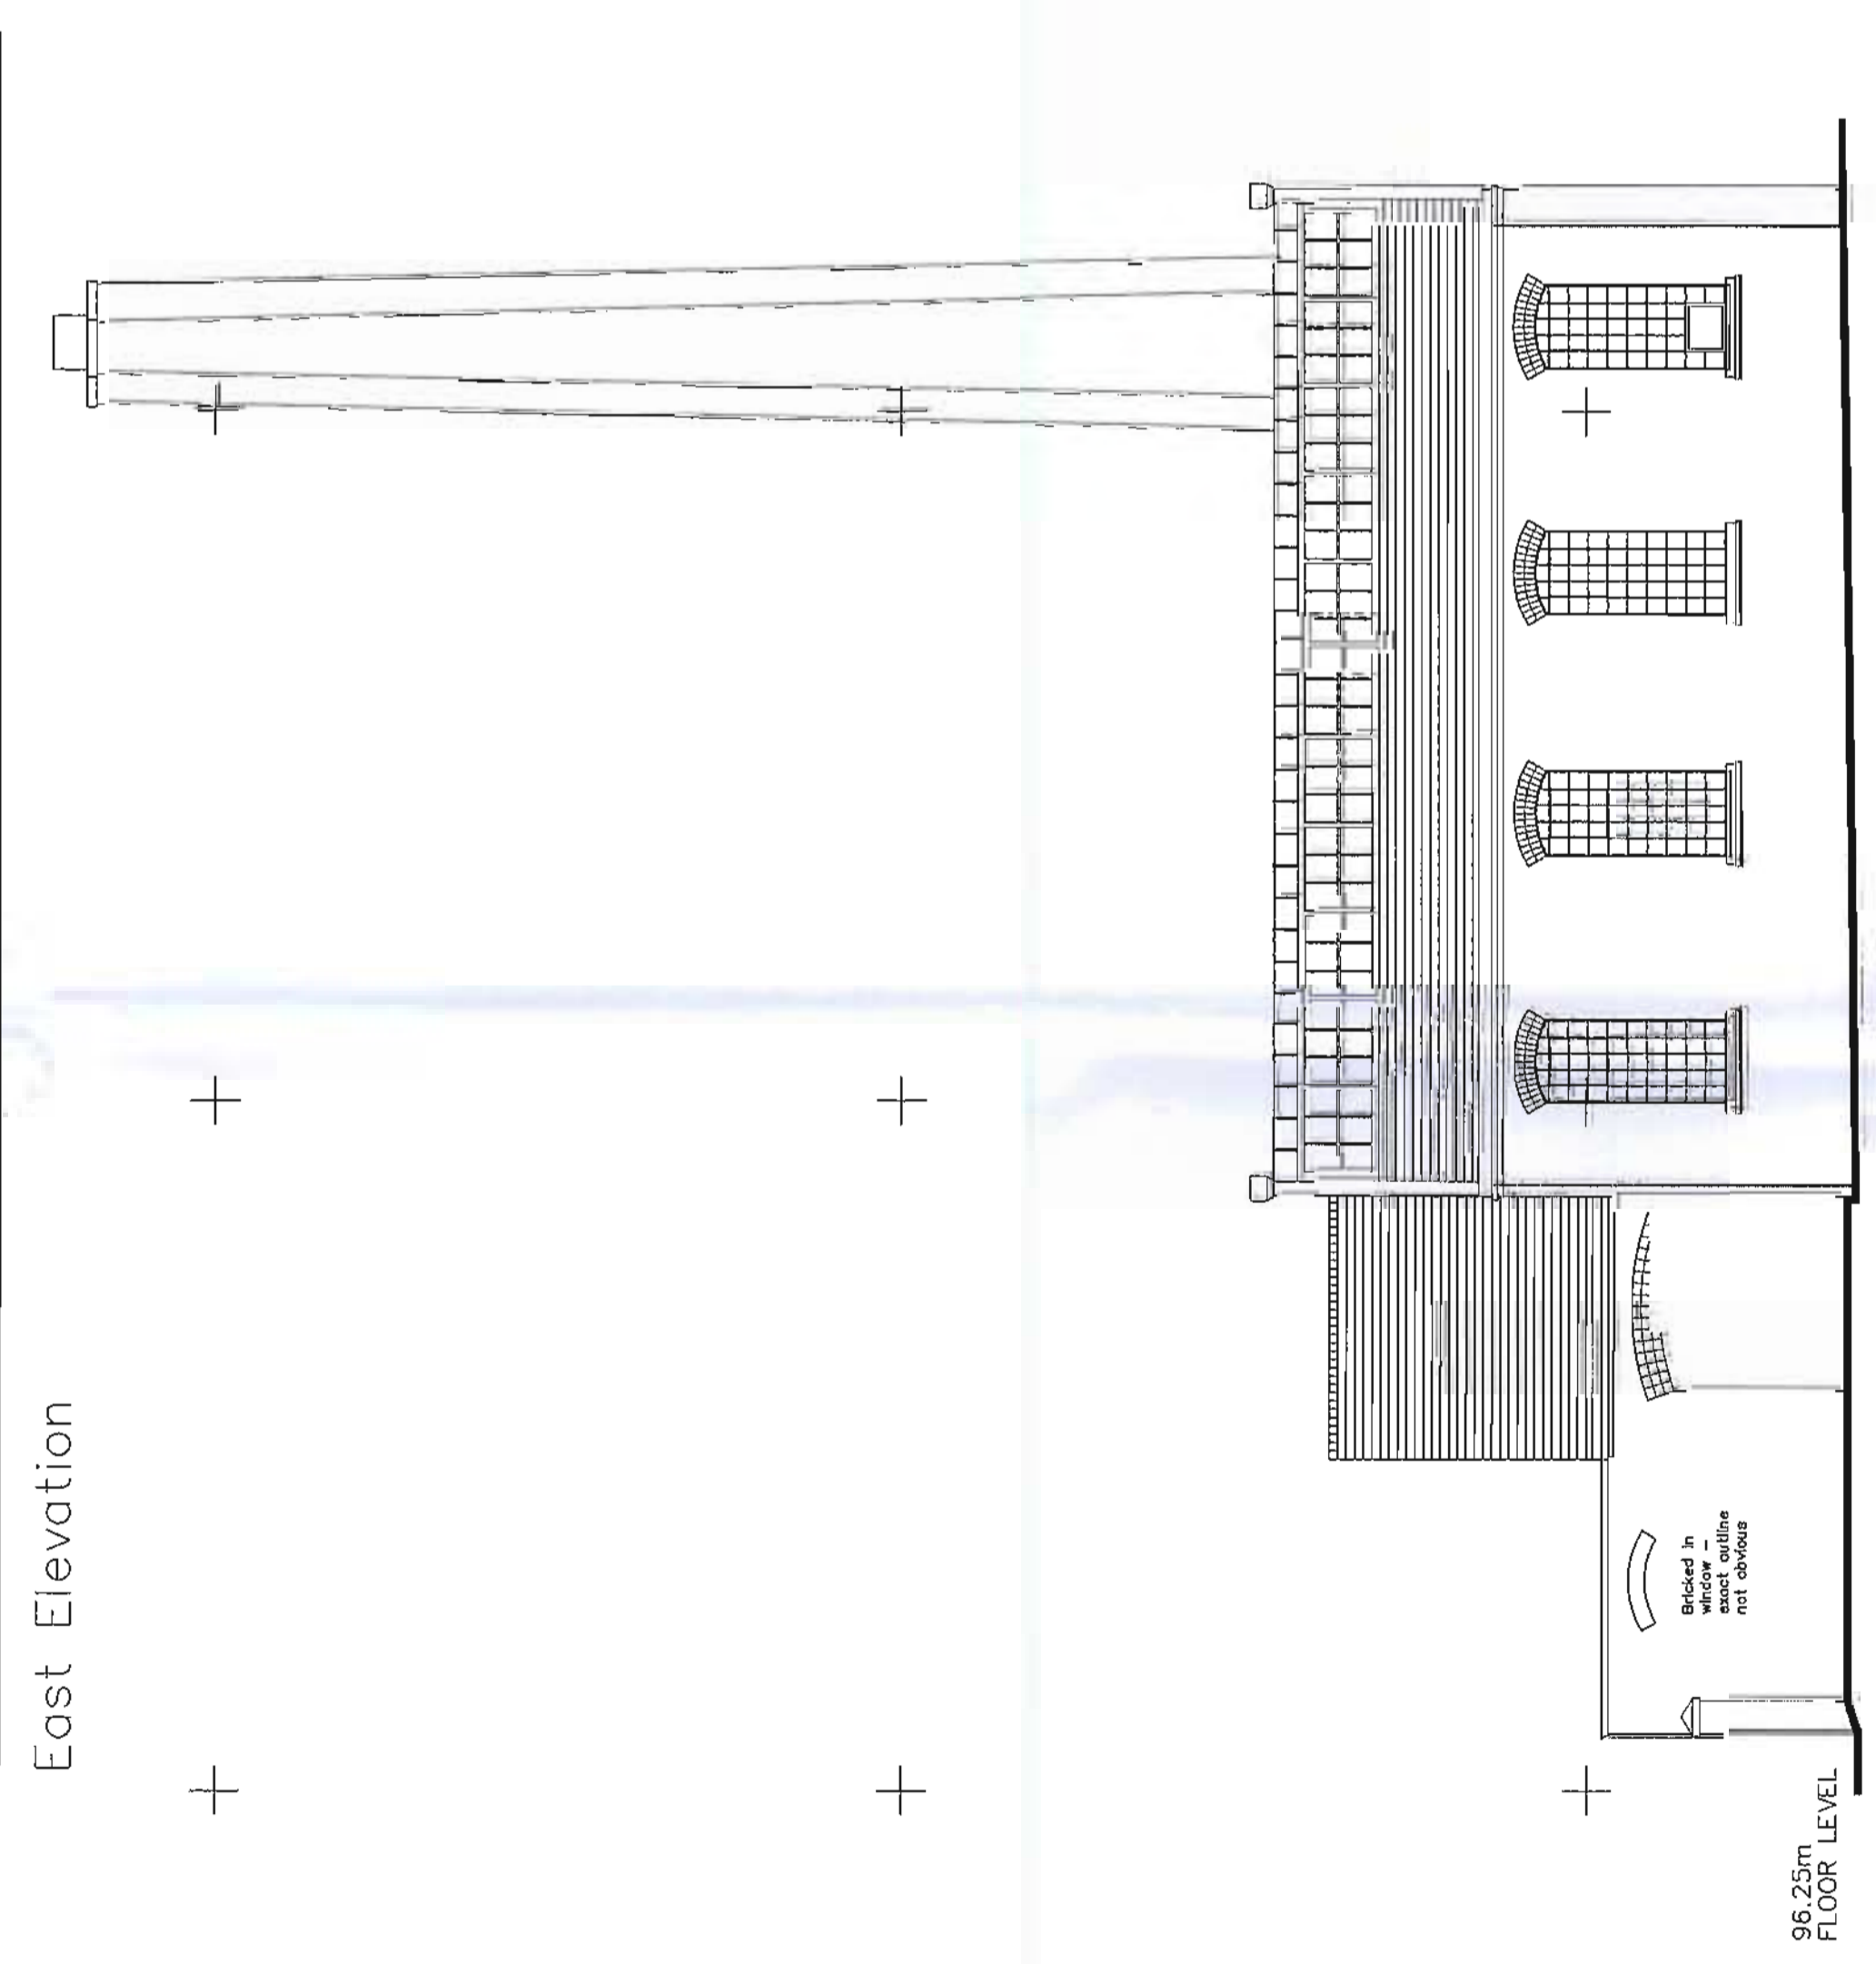 East Elevation
Bricked in
window –
exact outline
not obvious
96.25m
FLOOR LEVEL